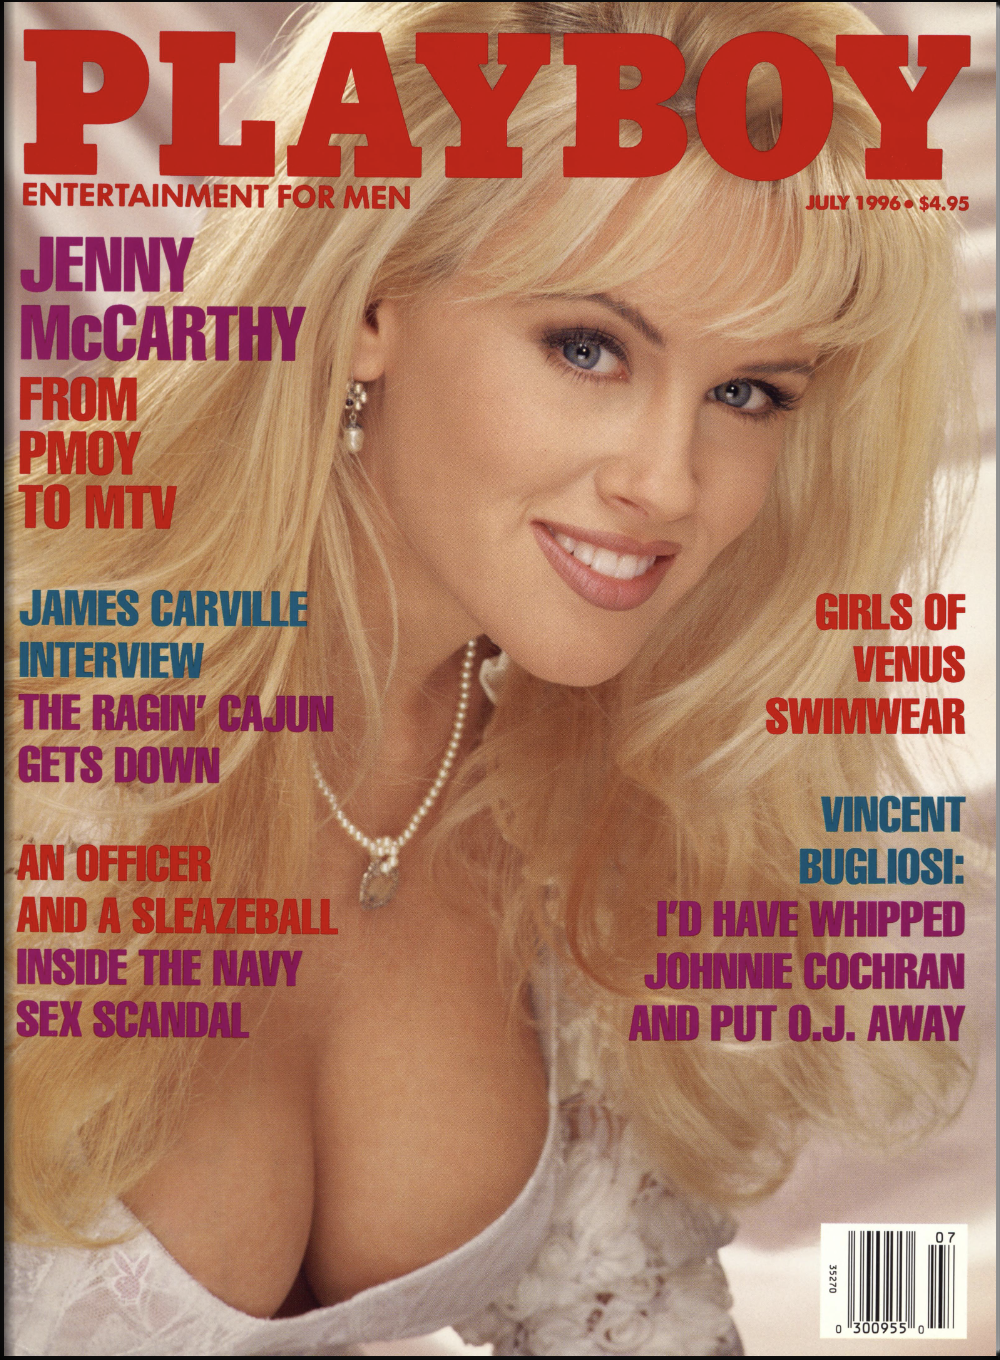 PLAYBOY
ENTERTAINMENT FOR MEN
JULY 1996 • $4.95
JENNY
McCARTHY
FROM
PMOY
TO MTV
JAMES CARVILLE
INTERVIEW
THE RAGIN' CAJUN
GETS DOWN
AN OFFICER
AND A SLEAZEBALL
INSIDE THE NAVY
SEX SCANDAL
GIRLS OF
VENUS
SWIMWEAR
VINCENT
BUGLIOSI:
I'D HAVE WHIPPED
JOHNNIE COCHRAN
AND PUT O.J. AWAY
07
35270
0 300955 0